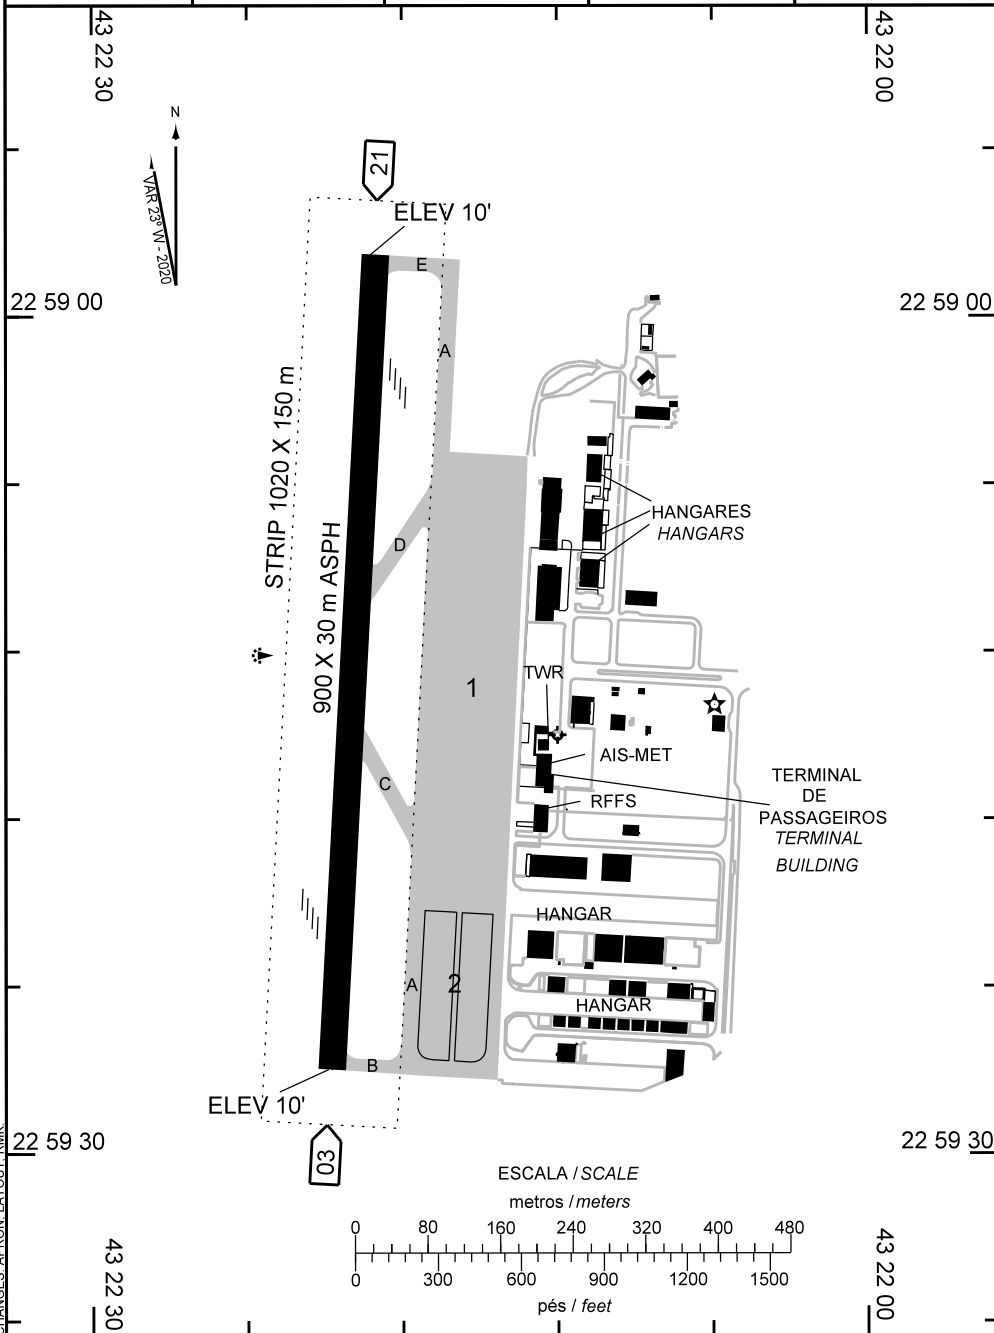 43 22 30
43 22 00
N
VAR 23º W - 2020
21
ELEV 10'
E
22 59 00
22 59 00
A
STRIP 1020 X 150 m
900 X 30 m ASPH
HANGARES
HANGARS
D
TWR
1
AIS-MET
C
RFFS
TERMINAL
DE
PASSAGEIROS
TERMINAL
BUILDING
HANGAR
A
2
HANGAR
B
ELEV 10'
22 59 30
22 59 30
03
ESCALA / SCALE
metros / meters
0 80 160 240 320 400 480
0 300 600 900 1200 1500
pés / feet
43 22 30
43 22 00